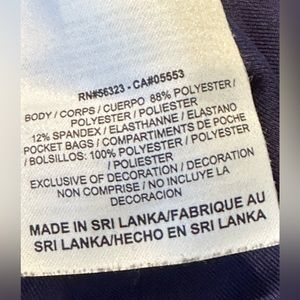 RN#56323 - CA#05553
BODY / CORPS / CUERPO 88% POLYESTER /
POLYESTER / POLIESTER
12% SPANDEX / ELASTHANNE / ELASTANO
POCKET BAGS / COMPARTIMENTS DE POCHE
/ BOLSILLOS: 100% POLYESTER / POLYESTER
/ POLIESTER
EXCLUSIVE OF DECORATION / DECORATION
NON COMPRISE / NO INCLUYE LA
DECORACION
MADE IN SRI LANKA/FABRIQUE AU
SRI LANKA/HECHO EN SRI LANKA